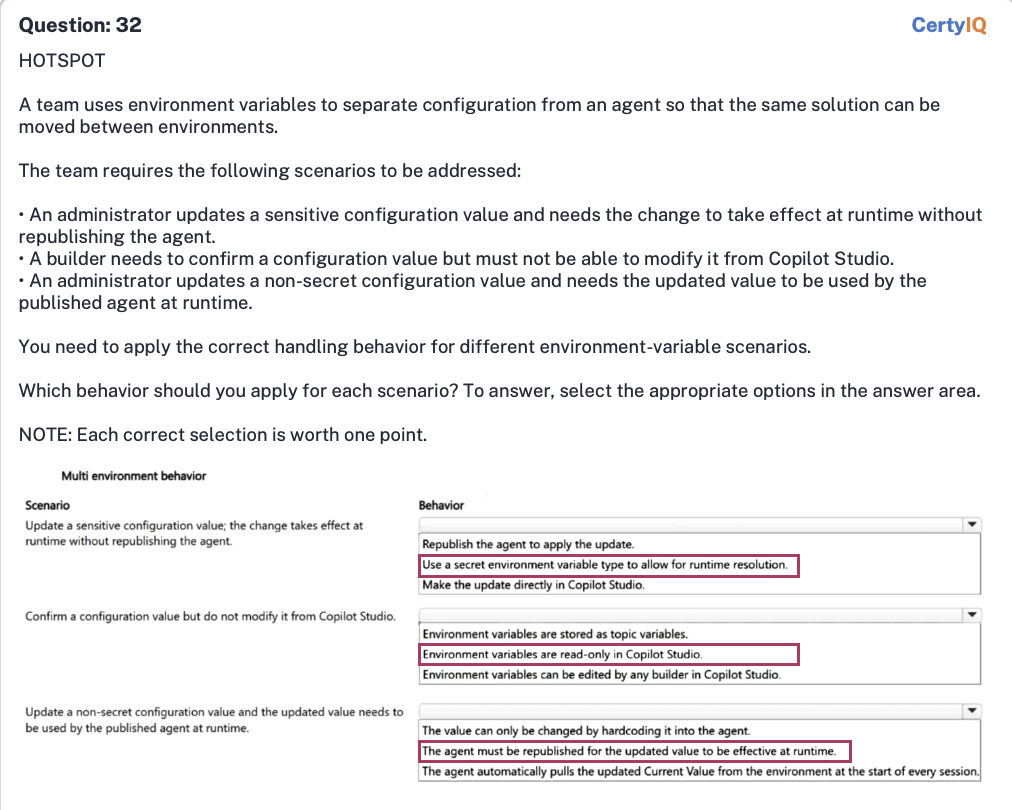 Question: 32
CertyIQ
HOTSPOT
A team uses environment variables to separate configuration from an agent so that the same solution can be
moved between environments.
The team requires the following scenarios to be addressed:
• An administrator updates a sensitive configuration value and needs the change to take effect at runtime without
republishing the agent.
• A builder needs to confirm a configuration value but must not be able to modify it from Copilot Studio.
• An administrator updates a non-secret configuration value and needs the updated value to be used by the
published agent at runtime.
You need to apply the correct handling behavior for different environment-variable scenarios.
Which behavior should you apply for each scenario? To answer, select the appropriate options in the answer area.
NOTE: Each correct selection is worth one point.
Multi environment behavior
Scenario
Behavior
Update a sensitive configuration value; the change takes effect at
runtime without republishing the agent.
Republish the agent to apply the update.
Use a secret environment variable type to allow for runtime resolution.
Make the update directly in Copilot Studio.
Confirm a configuration value but do not modify it from Copilot Studio.
Environment variables are stored as topic variables.
Environment variables are read-only in Copilot Studio.
Environment variables can be edited by any builder in Copilot Studio.
Update a non-secret configuration value and the updated value needs to
be used by the published agent at runtime.
The value can only be changed by hardcoding it into the agent.
The agent must be republished for the updated value to be effective at runtime.
The agent automatically pulls the updated Current Value from the environment at the start of every session.